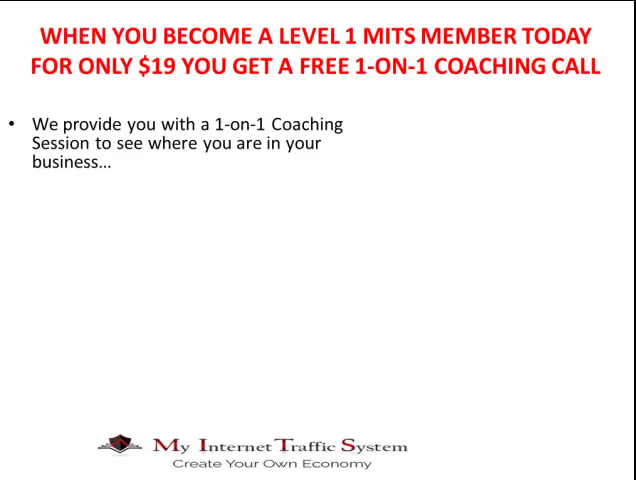 WHEN YOU BECOME A LEVEL 1 MITS MEMBER TODAY
FOR ONLY $19 YOU GET A FREE 1-ON-1 COACHING CALL
• We provide you with a 1-on-1 Coaching
Session to see where you are in your
business...
My Internet Traffic System
Create Your Own Economy